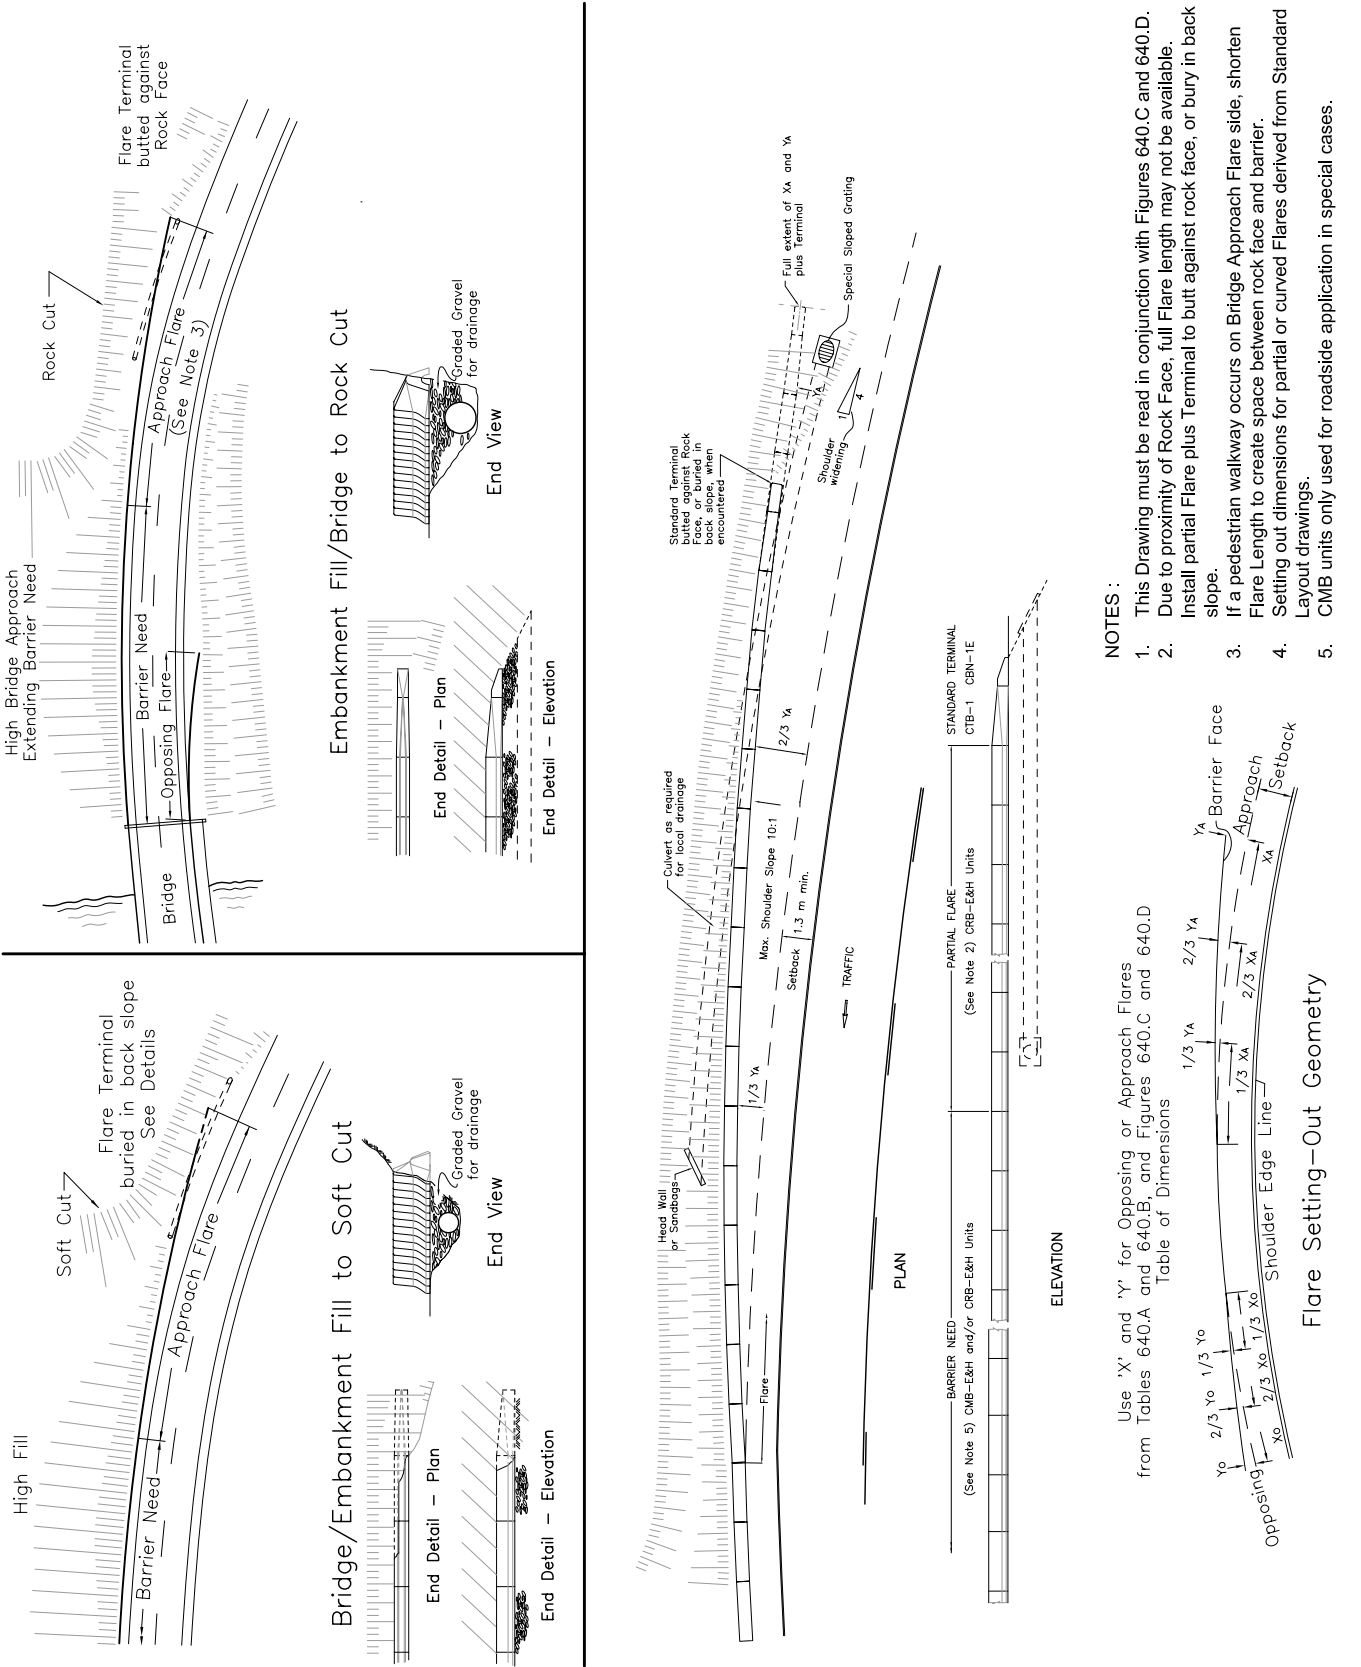 High Fill
Soft Cut
Flare Terminal
buried in back slope
See Details
Barrier Need
Approach Flare
Bridge/Embankment Fill to Soft Cut
End Detail – Plan
End Detail – Elevation
Graded Gravel
for drainage
End View
High Bridge Approach
Extending Barrier Need
Rock Cut
Flare Terminal
butted against
Rock Face
Bridge
Barrier Need
Opposing Flare
Approach Flare
(See Note 3)
Embankment Fill/Bridge to Rock Cut
End Detail – Plan
End Detail – Elevation
Graded Gravel
for drainage
End View
Head Wall
or Sandbags
Culvert as required
for local drainage
Standard Terminal
butted against Rock
Face, or buried in
back slope, when
encountered
Full extent of XA and YA
plus Terminal
Special Sloped Grating
YA
1
4
Shoulder
widening
Flare
1/3 YA
Max. Shoulder Slope 10:1
Setback
1.3 m min.
2/3 YA
TRAFFIC
PLAN
BARRIER NEED
(See Note 5) CMB-E&H and/or CRB-E&H Units
PARTIAL FLARE
(See Note 2) CRB-E&H Units
STANDARD TERMINAL
CTB-1 CBN-1E
ELEVATION
Use 'X' and 'Y' for Opposing or Approach Flares
from Tables 640.A and 640.B, and Figures 640.C and 640.D
Table of Dimensions
Yo
2/3 Yo
1/3 Yo
1/3 YA
2/3 YA
YA
Barrier Face
Opposing
Xo
2/3 Xo
1/3 Xo
Shoulder Edge Line
1/3 XA
2/3 XA
XA
Approach
Setback
Flare Setting-Out Geometry
NOTES :
1. This Drawing must be read in conjunction with Figures 640.C and 640.D.
2. Due to proximity of Rock Face, full Flare length may not be available.
Install partial Flare plus Terminal to butt against rock face, or bury in back
slope.
3. If a pedestrian walkway occurs on Bridge Approach Flare side, shorten
Flare Length to create space between rock face and barrier.
4. Setting out dimensions for partial or curved Flares derived from Standard
Layout drawings.
5. CMB units only used for roadside application in special cases.